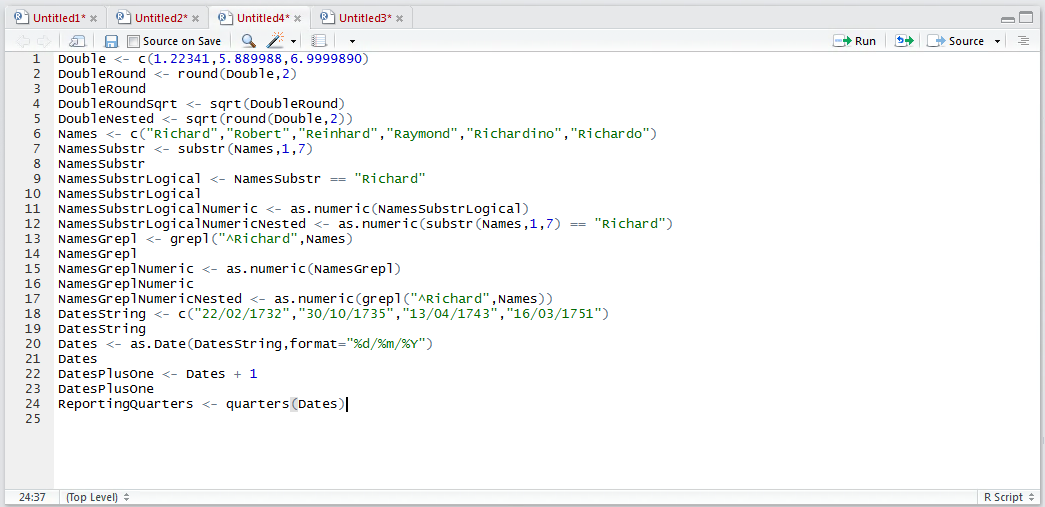 Untitled1* Untitled2* Untitled4* Untitled3*
Source on Save Run Source
1 Double <- c(1.22341,5.889988,6.9999890)
2 DoubleRound <- round(Double,2)
3 DoubleRound
4 DoubleRoundSqrt <- sqrt(DoubleRound)
5 DoubleNested <- sqrt(round(Double,2))
6 Names <- c("Richard","Robert","Reinhard","Raymond","Richardino","Richardo")
7 NamesSubstr <- substr(Names,1,7)
8 NamesSubstr
9 NamesSubstrLogical <- NamesSubstr == "Richard"
10 NamesSubstrLogical
11 NamesSubstrLogicalNumeric <- as.numeric(NamesSubstrLogical)
12 NamesSubstrLogicalNumericNested <- as.numeric(substr(Names,1,7) == "Richard")
13 NamesGrepl <- grepl("^Richard",Names)
14 NamesGrepl
15 NamesGreplNumeric <- as.numeric(NamesGrepl)
16 NamesGreplNumeric
17 NamesGreplNumericNested <- as.numeric(grepl("^Richard",Names))
18 DatesString <- c("22/02/1732","30/10/1735","13/04/1743","16/03/1751")
19 DatesString
20 Dates <- as.Date(DatesString,format="%d/%m/%Y")
21 Dates
22 DatesPlusOne <- Dates + 1
23 DatesPlusOne
24 ReportingQuarters <- quarters(Dates)
25
24:37 (Top Level) R Script